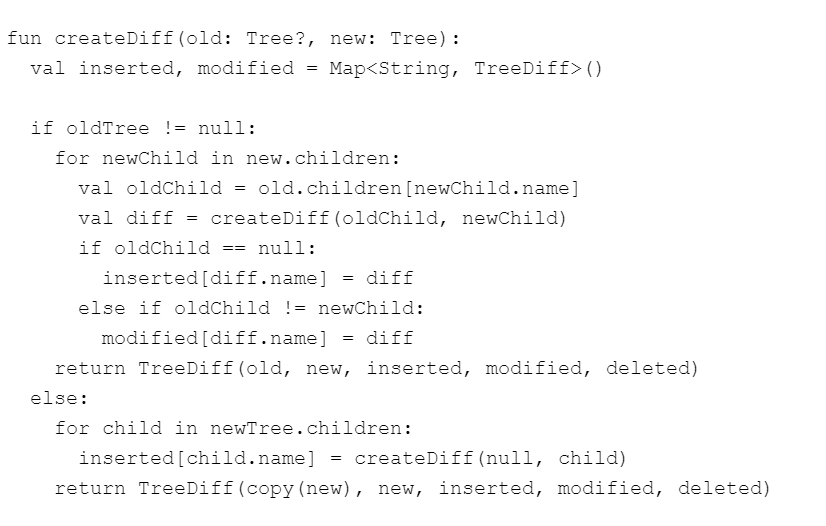 fun createDiff(old: Tree?, new: Tree):
  val inserted, modified = Map<String, TreeDiff>()

  if oldTree != null:
    for newChild in new.children:
      val oldChild = old.children[newChild.name]
      val diff = createDiff(oldChild, newChild)
      if oldChild == null:
        inserted[diff.name] = diff
      else if oldChild != newChild:
        modified[diff.name] = diff
    return TreeDiff(old, new, inserted, modified, deleted)
  else:
    for child in newTree.children:
      inserted[child.name] = createDiff(null, child)
    return TreeDiff(copy(new), new, inserted, modified, deleted)